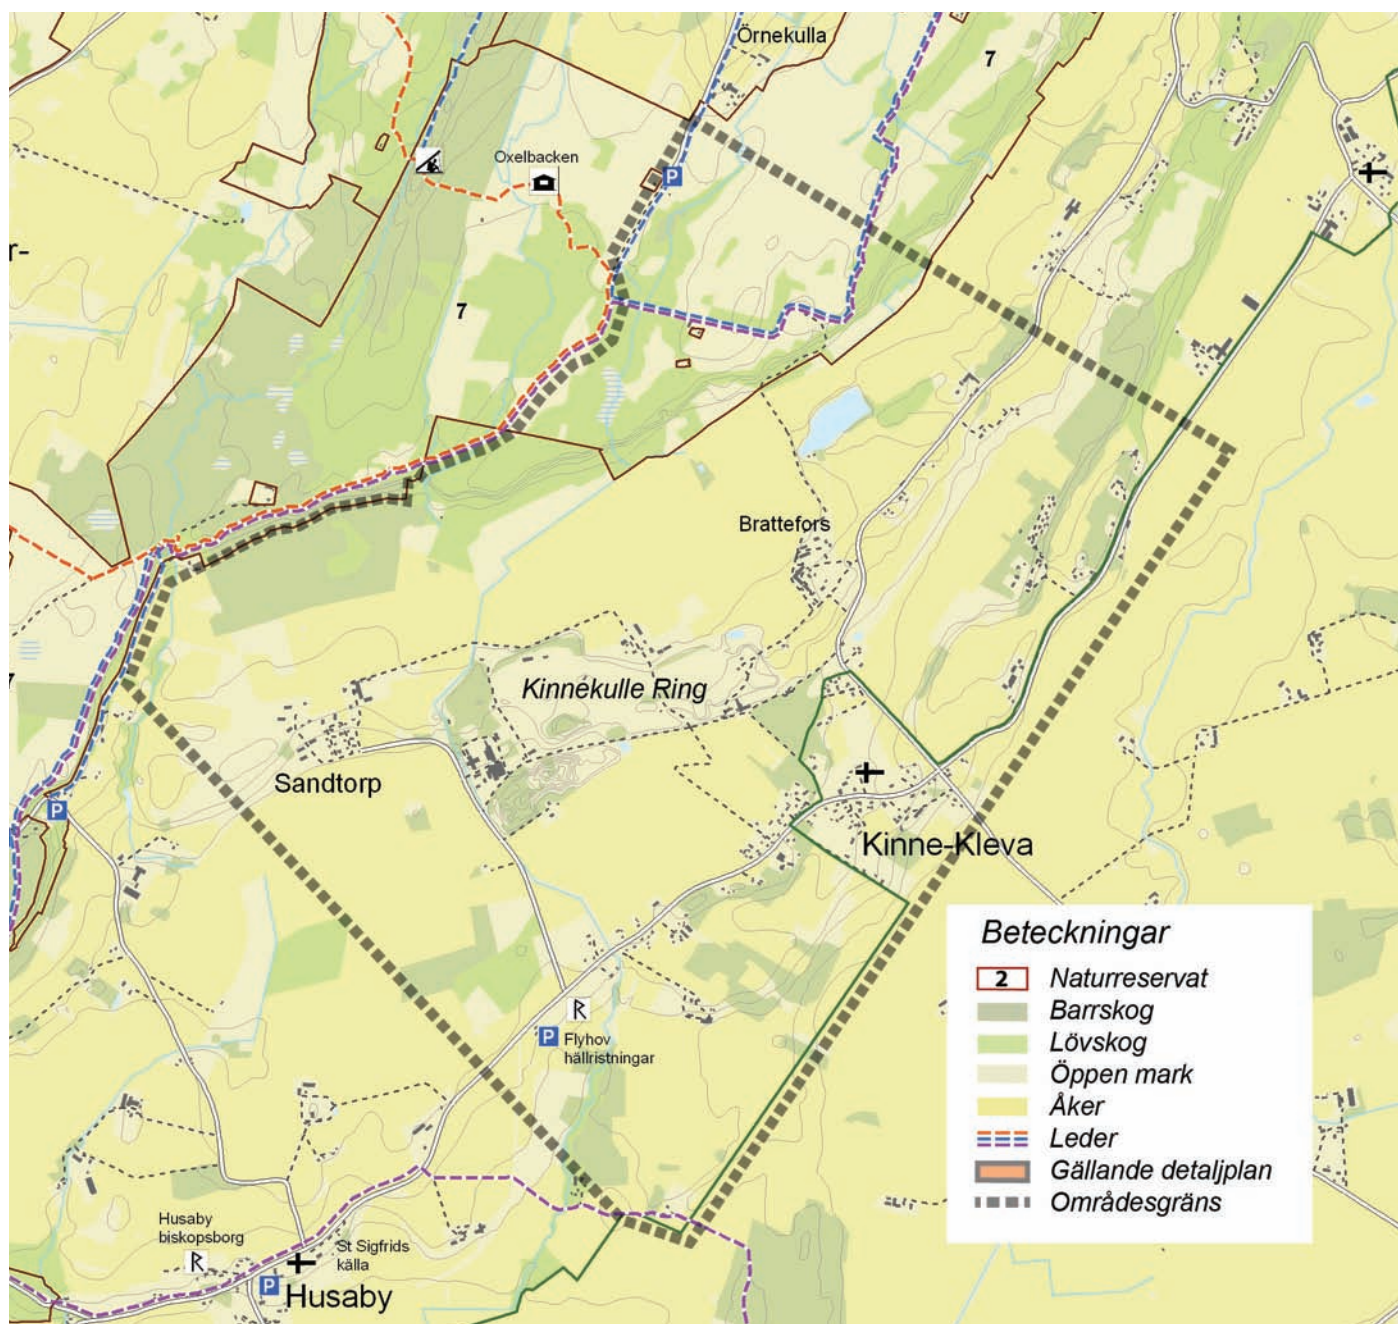 Örnekulla
7
Oxelbacken
P
r-
7
Brattefors
7
Kinnekulle Ring
Sandtorp
P
Kinne-Kleva
R
P
Flyhov
hällristningar
Husaby
biskopsborg
R
St Sigfrids
källa
P
Husaby
Beteckningar
2 Naturreservat
Barrskog
Lövskog
Öppen mark
Åker
Leder
Gällande detaljplan
Områdesgräns